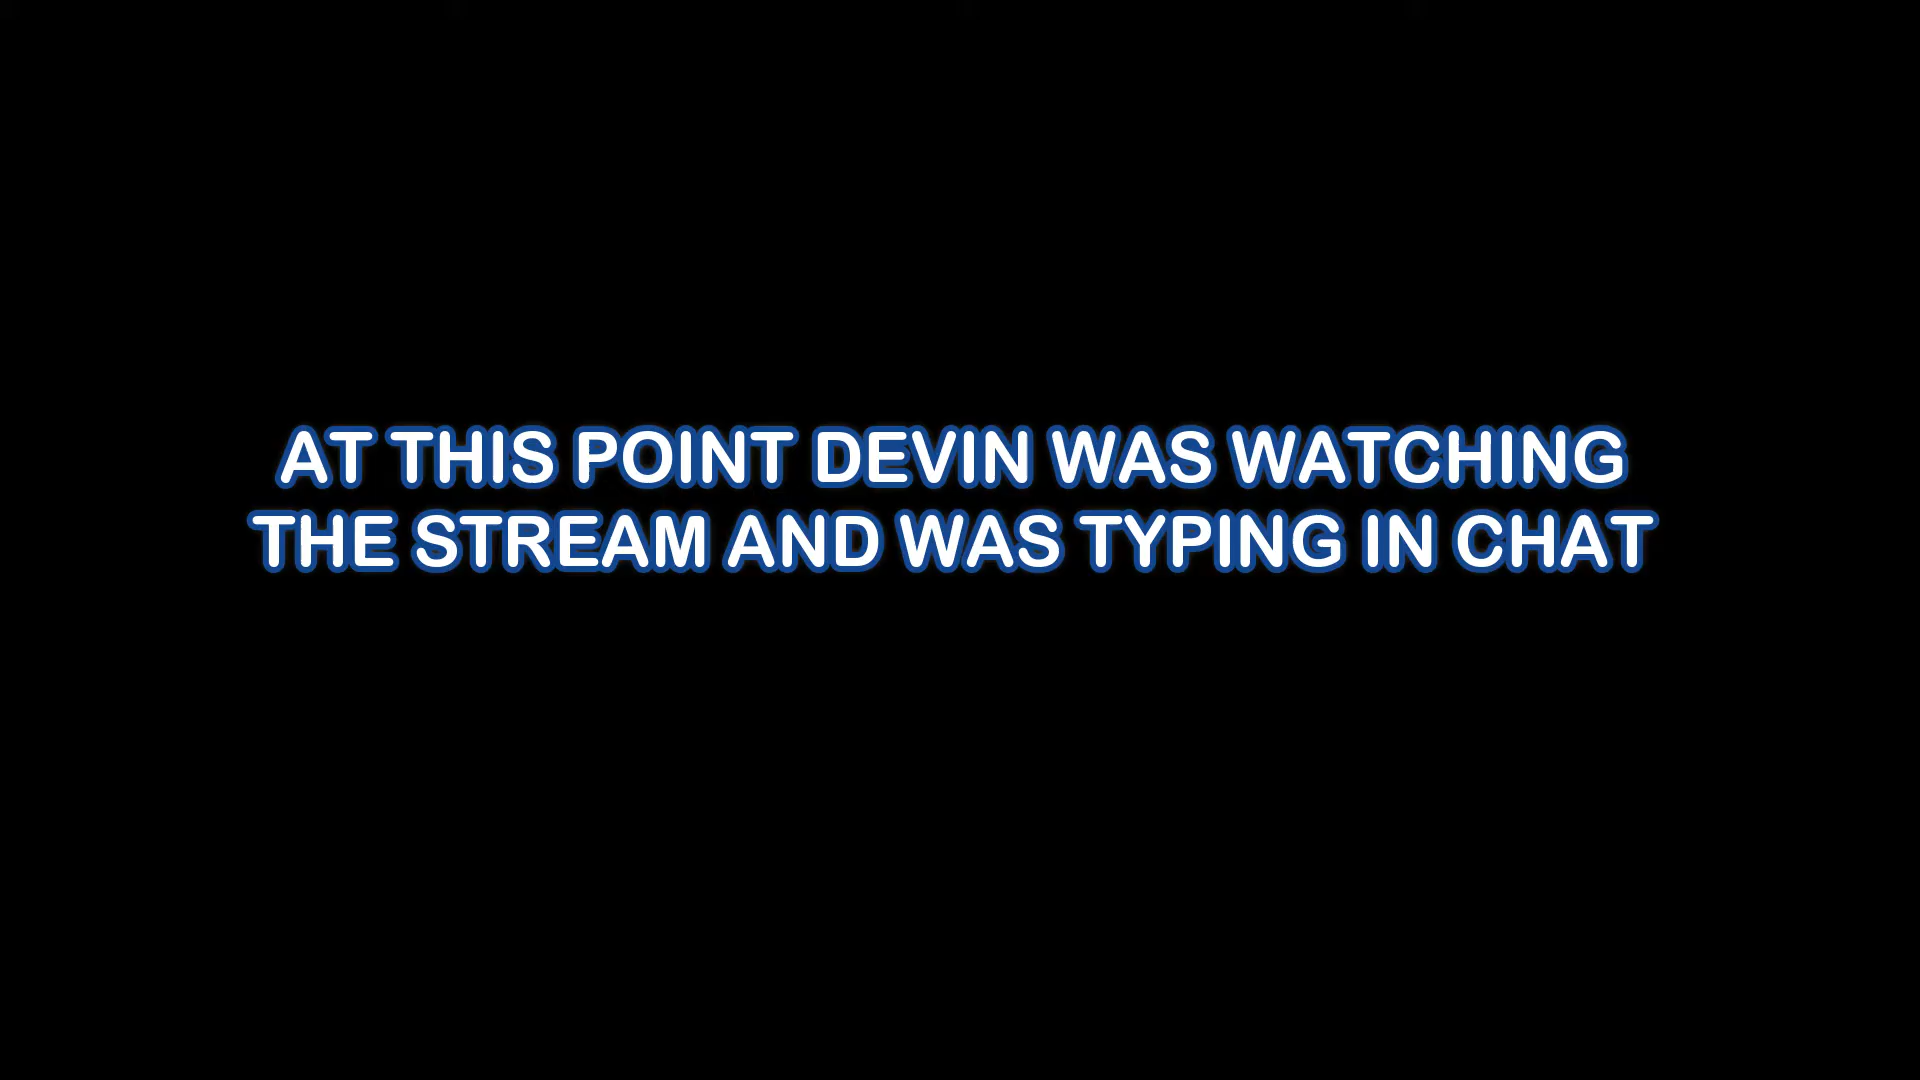 AT THIS POINT DEVIN WAS WATCHING
THE STREAM AND WAS TYPING IN CHAT